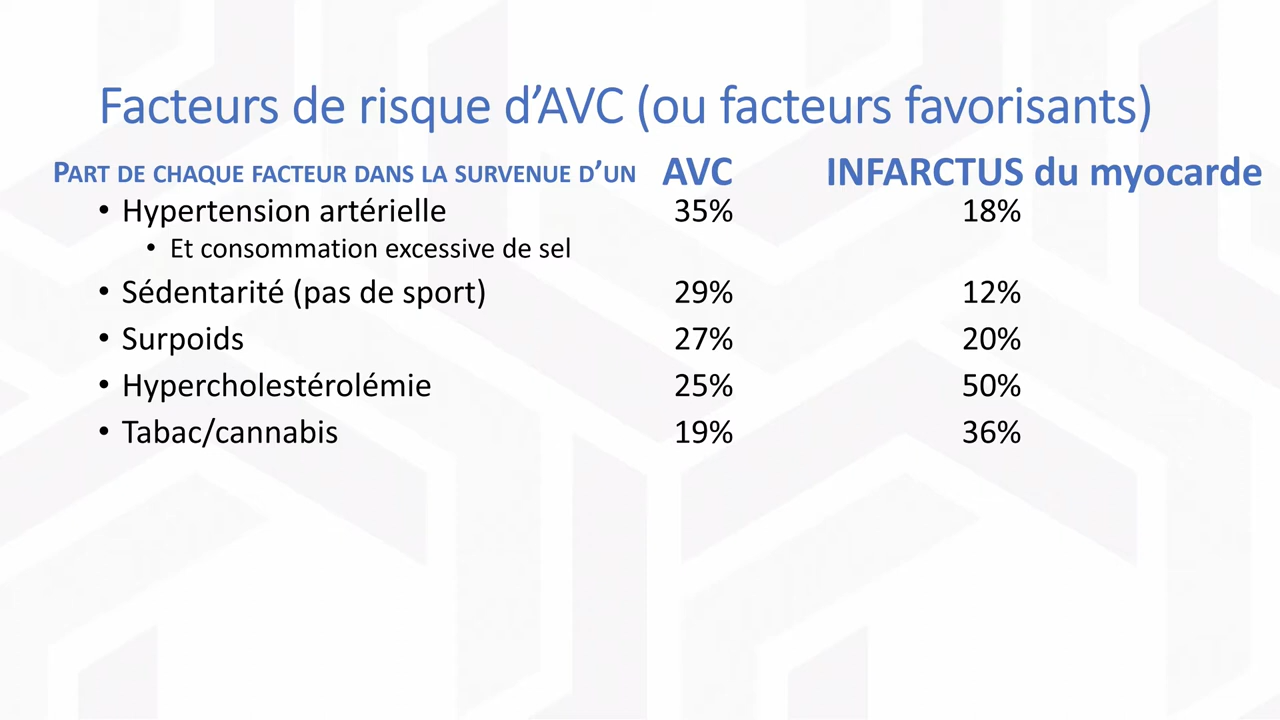 Facteurs de risque d’AVC (ou facteurs favorisants)
PART DE CHAQUE FACTEUR DANS LA SURVENUE D’UN AVC INFARCTUS du myocarde
• Hypertension artérielle 35% 18%
• Et consommation excessive de sel
• Sédentarité (pas de sport) 29% 12%
• Surpoids 27% 20%
• Hypercholestérolémie 25% 50%
• Tabac/cannabis 19% 36%